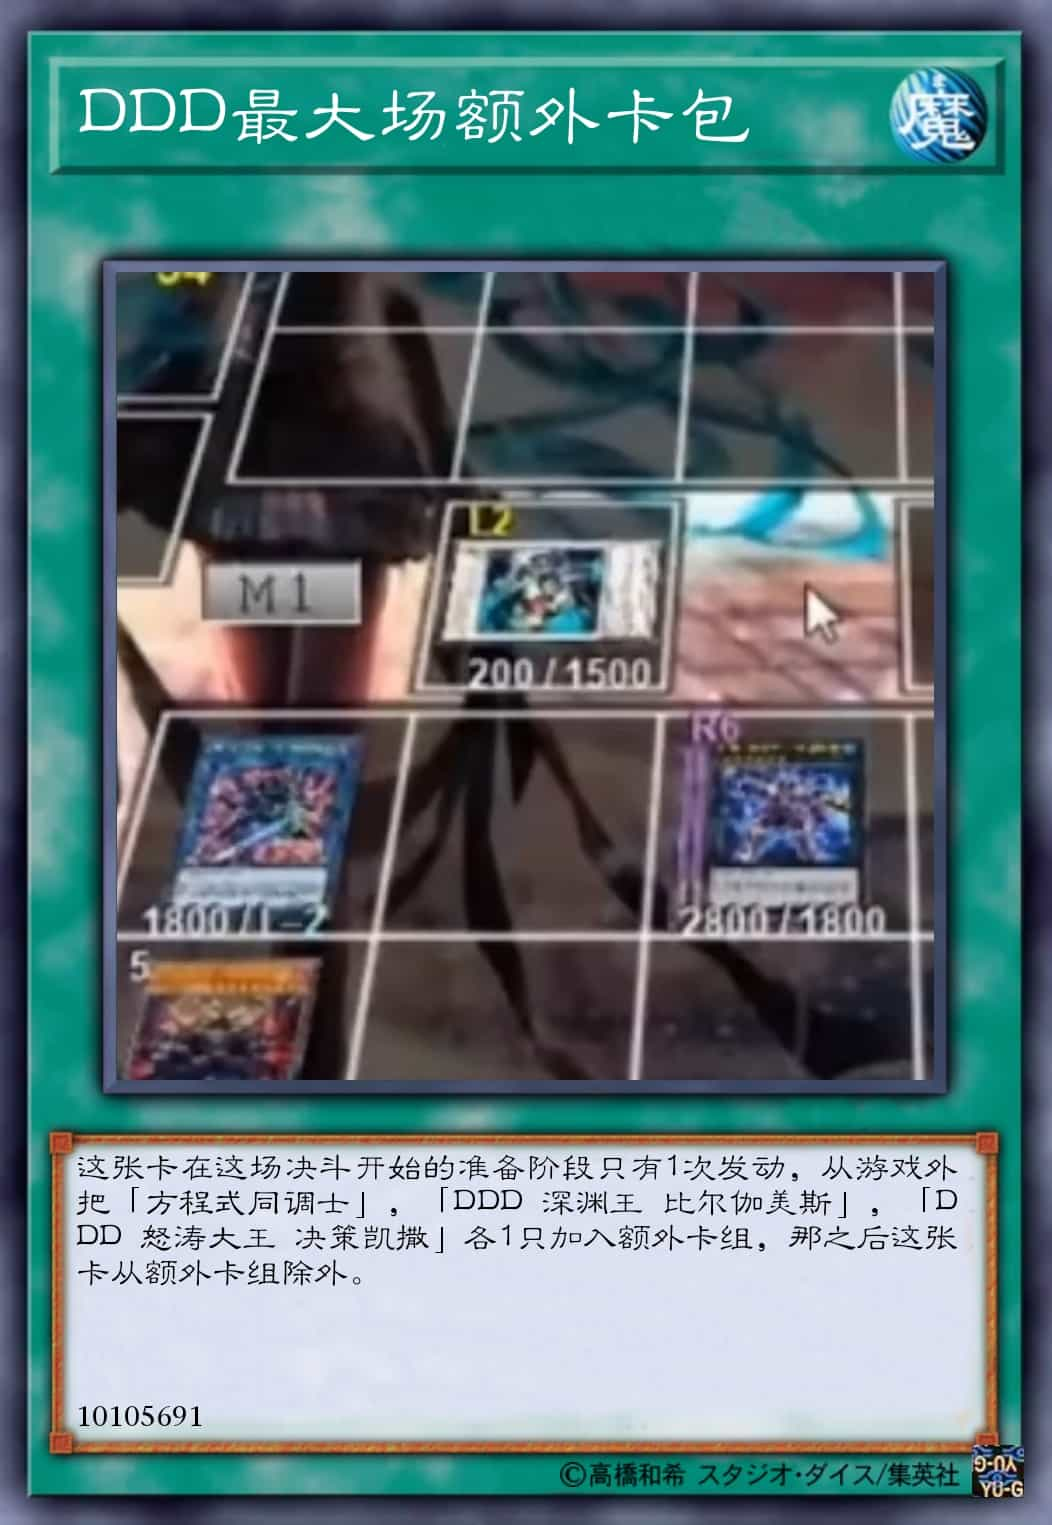 DDD最大场额外卡包
魔
L2
M1
200/1500
R6
1800/L-2
2800/1800
5
这张卡在这场决斗开始的准备阶段只有1次发动，从游戏外
把「方程式同调士」，「DDD 深渊王 比尔伽美斯」，「D
DD 怒涛大王 决策凯撒」各1只加入额外卡组，那之后这张
卡从额外卡组除外。
10105691
©高橋和希 スタジオ・ダイス/集英社
YU-G
YU-G